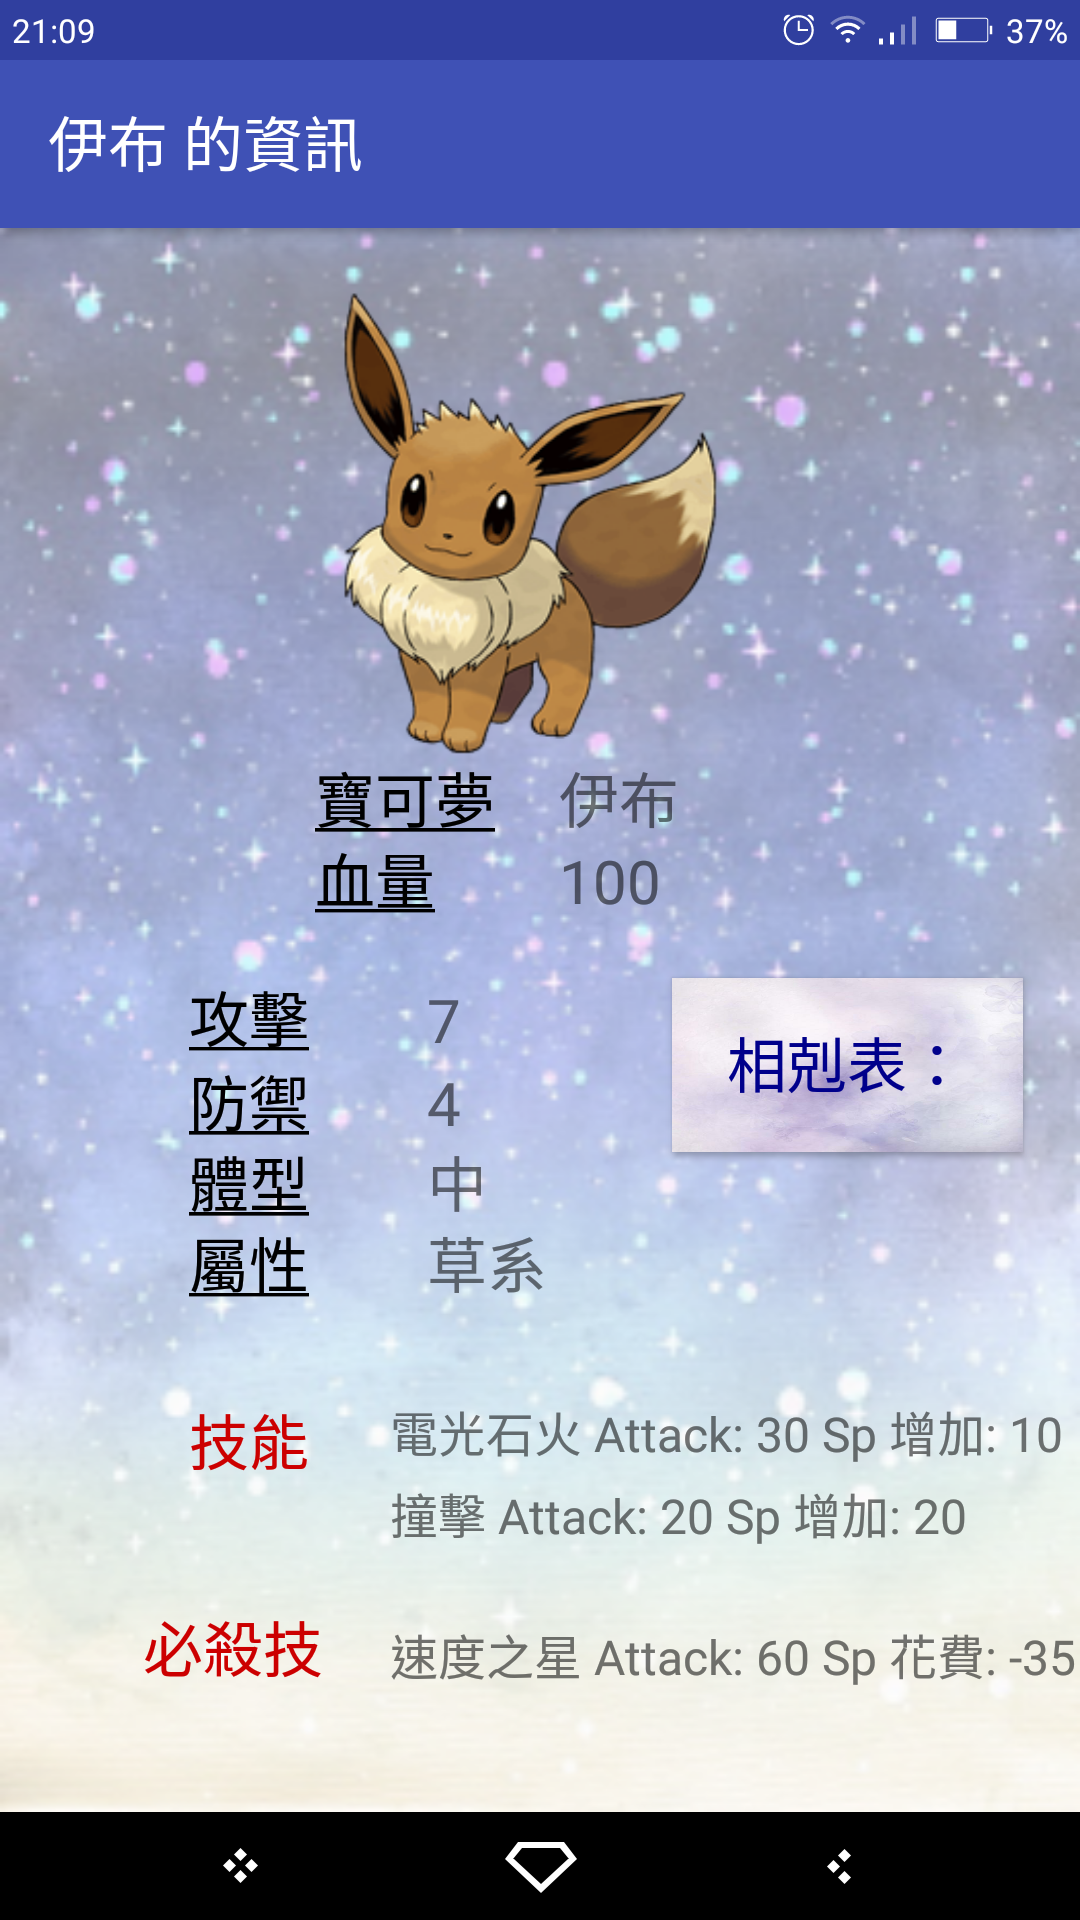 21:09 37%
伊布 的資訊
寶可夢 伊布
血量 100
攻擊 7
相剋表：
防禦 4
體型 中
屬性 草系
技能 電光石火 Attack: 30 Sp 增加: 10
撞擊 Attack: 20 Sp 增加: 20
必殺技 速度之星 Attack: 60 Sp 花費: -35